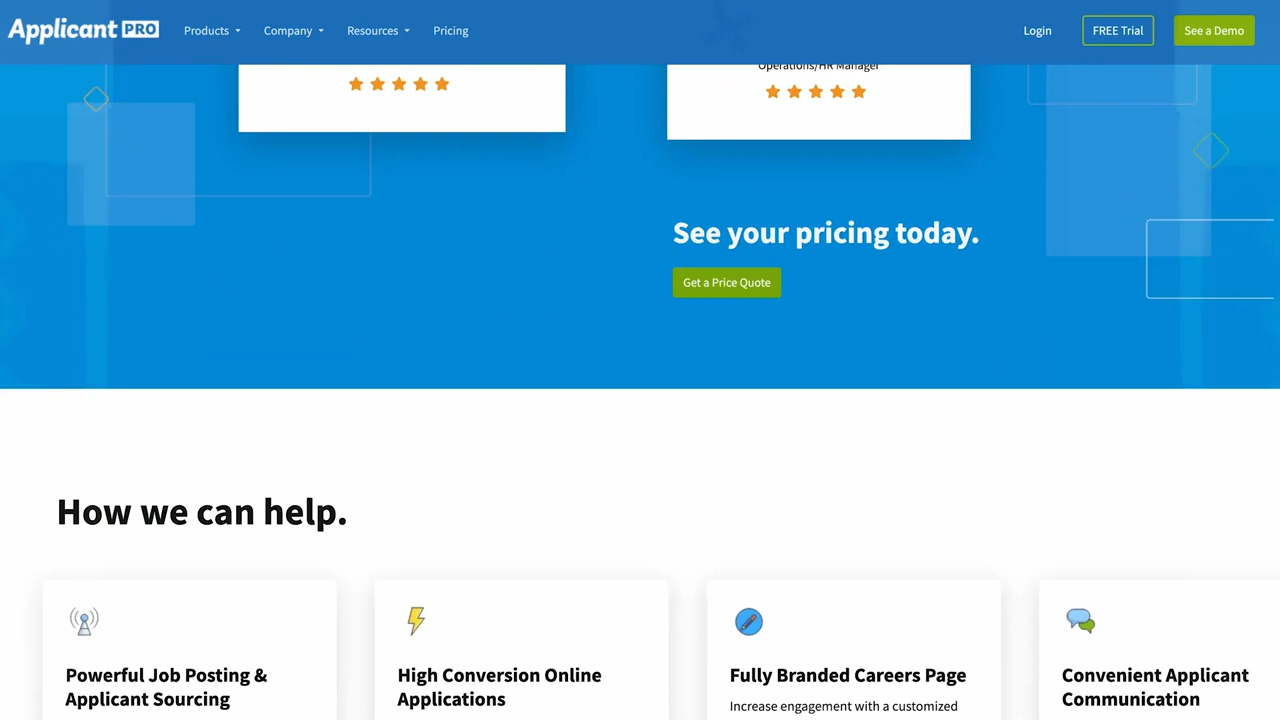 Applicant PRO
Products
Company
Resources
Pricing
Login
FREE Trial
See a Demo
Operations/HR Manager
See your pricing today.
Get a Price Quote
How we can help.
Powerful Job Posting &
Applicant Sourcing
High Conversion Online
Applications
Fully Branded Careers Page
Increase engagement with a customized
Convenient Applicant
Communication